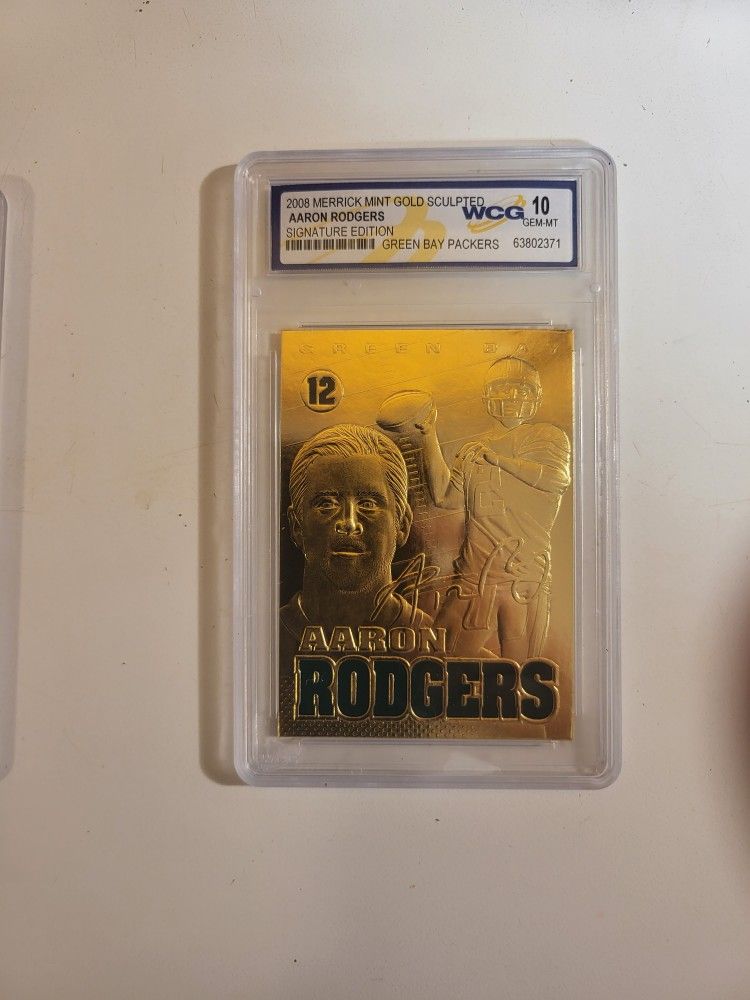 2008 MERRICK MINT GOLD SCULPTED
AARON RODGERS
SIGNATURE EDITION
WCG 10
GEM-MT
GREEN BAY PACKERS 63802371
GREEN BAY
12
AARON
RODGERS